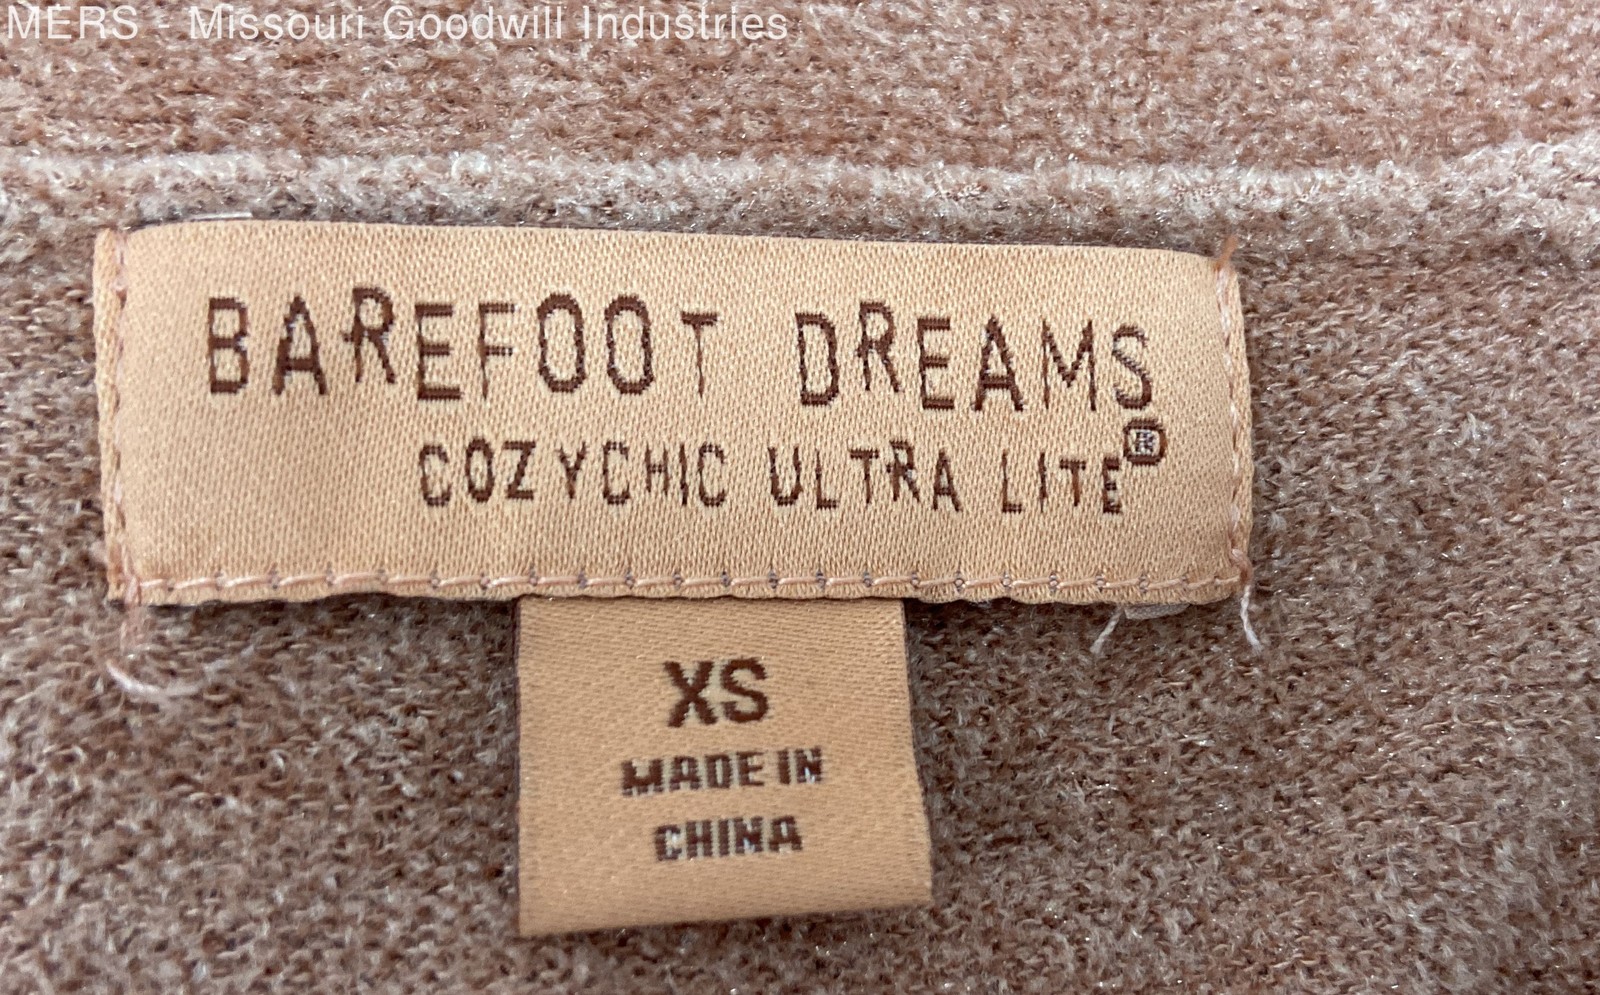 MERS - Missouri Goodwill Industries
BAREFOOT DREAMS
COZYCHIC ULTRA LITE®
XS
MADE IN
CHINA